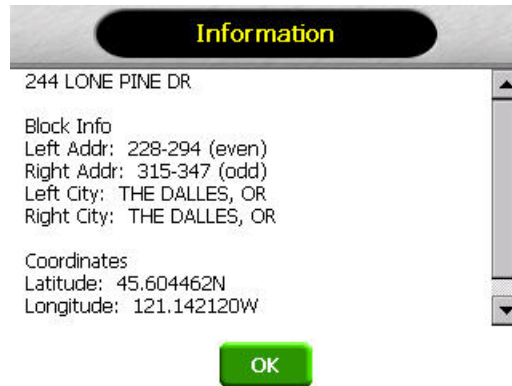 Information
244 LONE PINE DR
Block Info
Left Addr: 228-294 (even)
Right Addr: 315-347 (odd)
Left City: THE DALLES, OR
Right City: THE DALLES, OR
Coordinates
Latitude: 45.604462N
Longitude: 121.142120W
OK